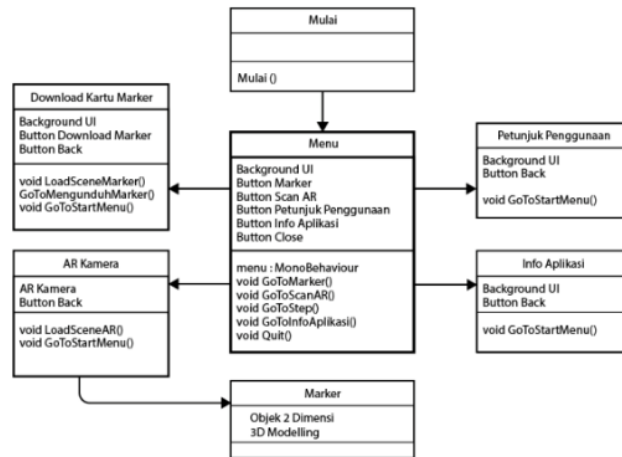 Mulai
Mulai ()
Download Kartu Marker
Background UI
Button Download Marker
Button Back
void LoadSceneMarker()
GoToMengunduhMarker()
void GoToStartMenu()
Menu
Background UI
Button Marker
Button Scan AR
Button Petunjuk Penggunaan
Button Info Aplikasi
Button Close
menu : MonoBehaviour
void GoToMarker()
void GoToScanAR()
void GoToStep()
void GoToInfoAplikasi()
void Quit()
Petunjuk Penggunaan
Background UI
Button Back
void GoToStartMenu()
AR Kamera
AR Kamera
Button Back
void LoadSceneAR()
void GoToStartMenu()
Info Aplikasi
Background UI
Button Back
void GoToStartMenu()
Marker
Objek 2 Dimensi
3D Modelling